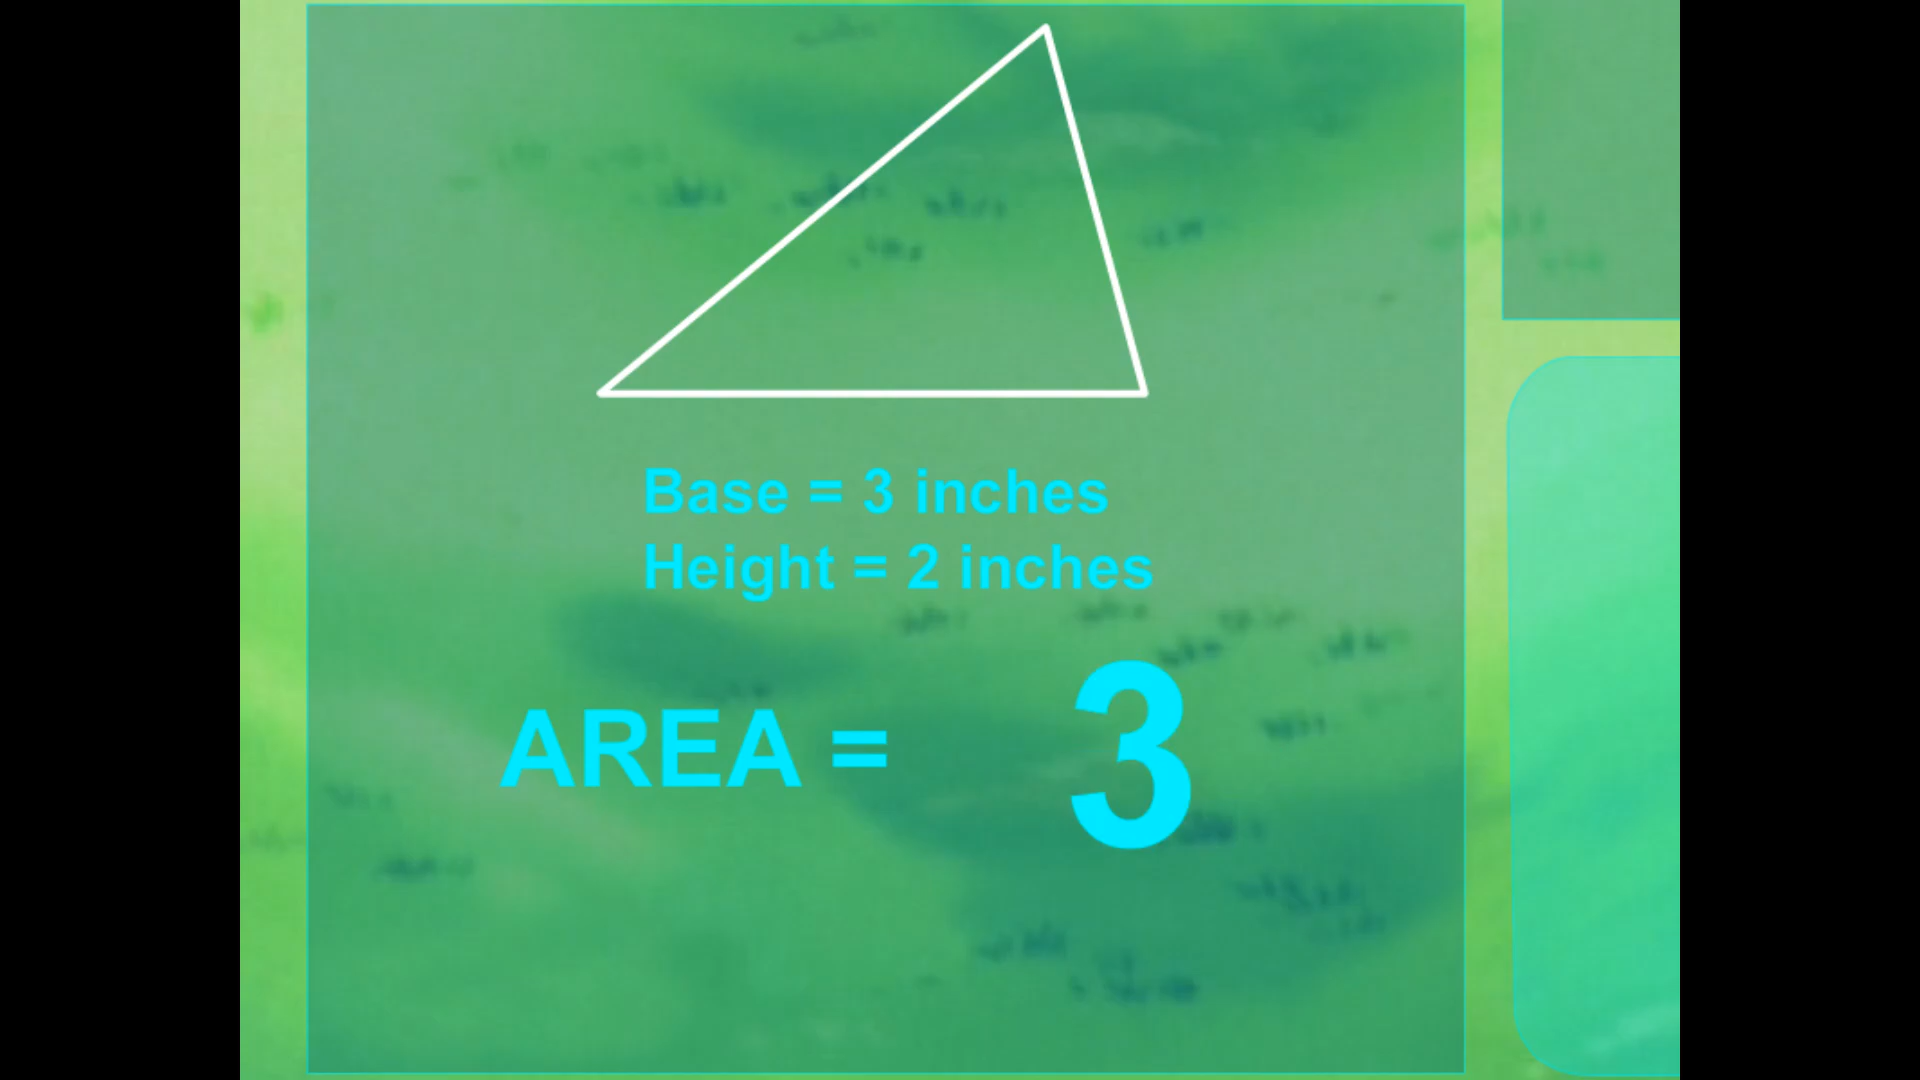 Base = 3 inches
Height = 2 inches
AREA = 3